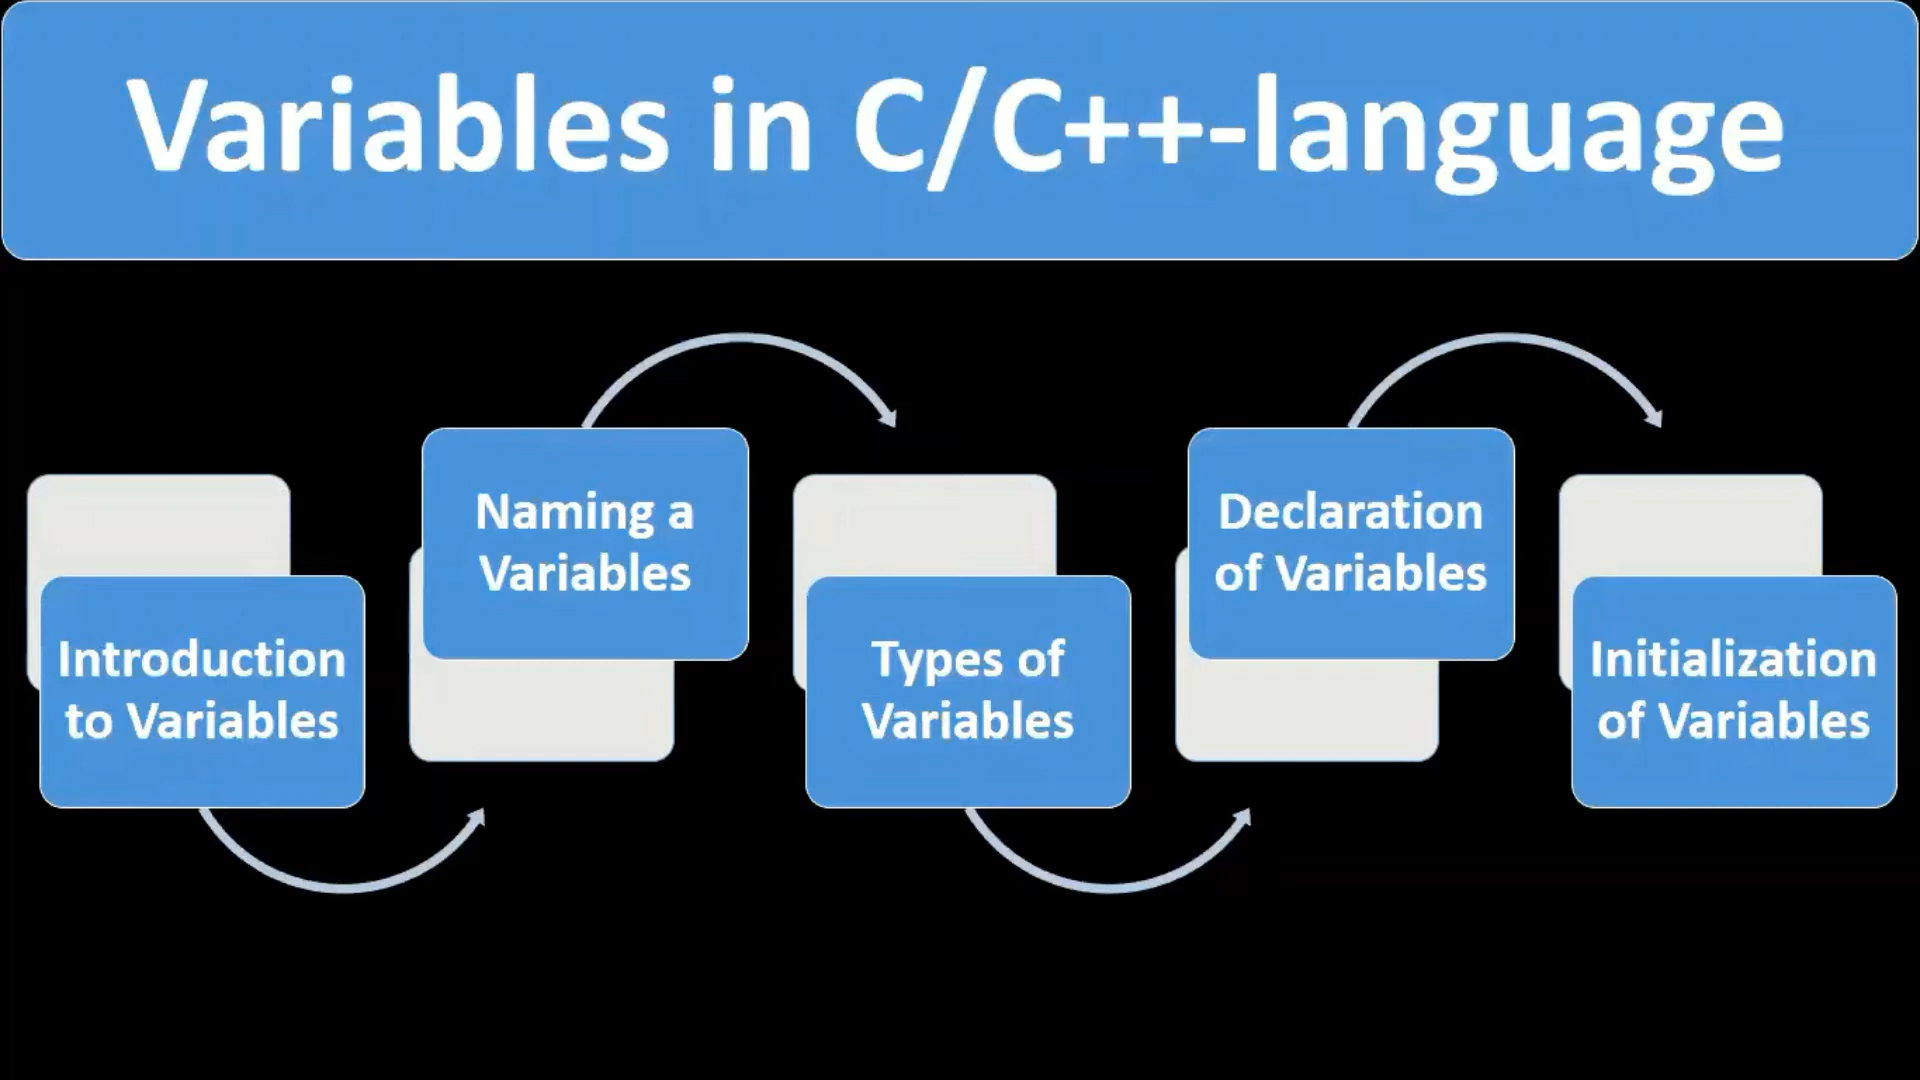 Variables in C/C++-language
Introduction
to Variables
Naming a
Variables
Types of
Variables
Declaration
of Variables
Initialization
of Variables